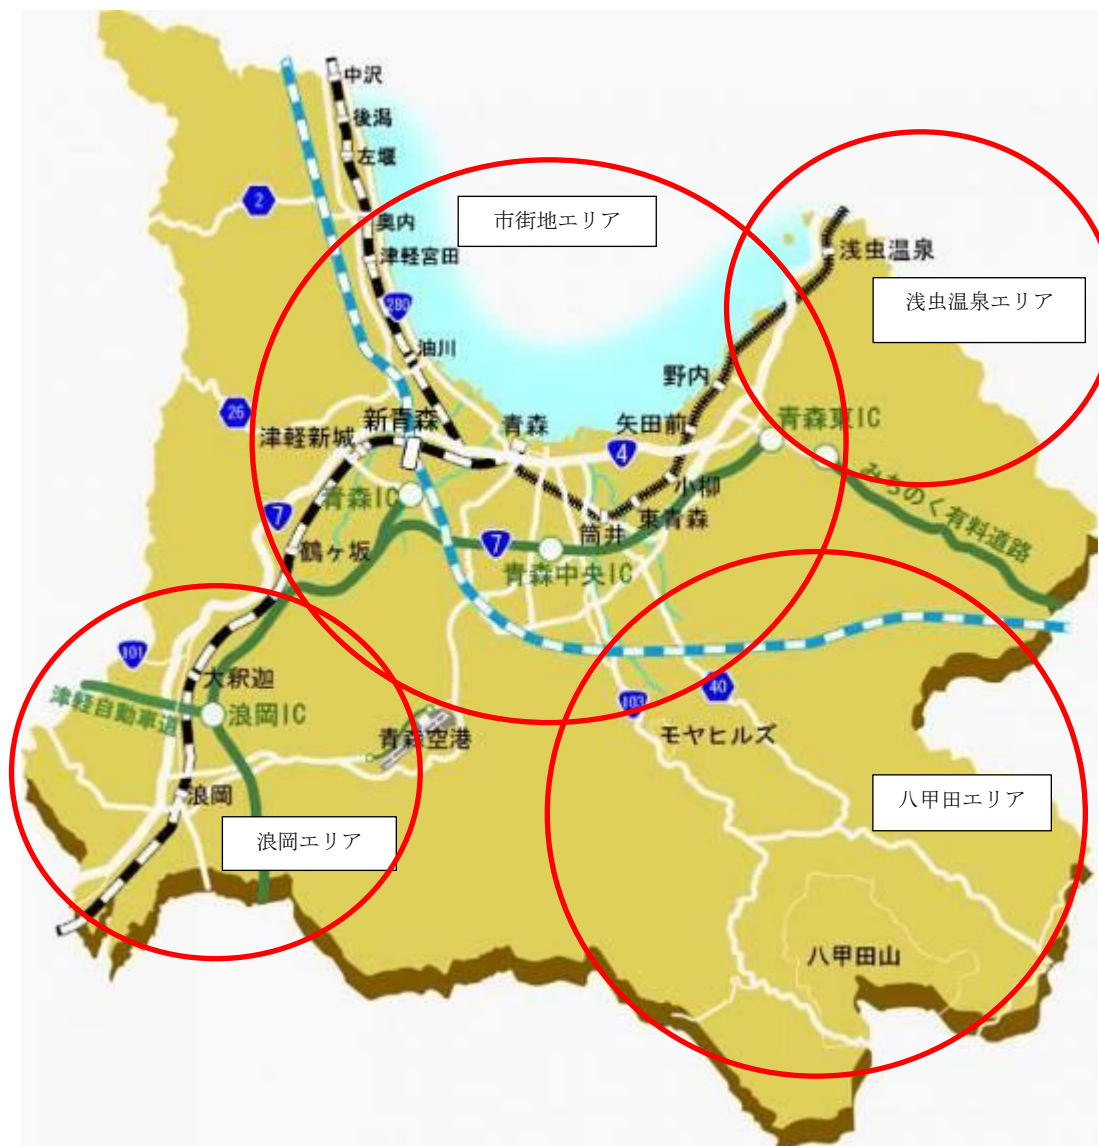 中沢
後潟
左堰
2
奥内
市街地エリア
津軽宮田
浅虫温泉
280
浅虫温泉エリア
油川
野内
26
新青森
青森
矢田前
青森東IC
津軽新城
4
みちのく有料道路
青森IC
小柳
7
東青森
鶴ヶ坂
7
筒井
青森中央IC
101
大釈迦
40
津軽自動車道
浪岡IC
103
青森空港
モヤヒルズ
浪岡
八甲田エリア
浪岡エリア
八甲田山